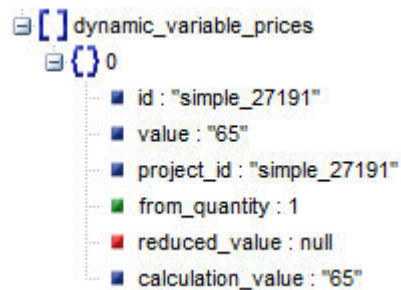 [ ] dynamic_variable_prices
{ } 0
id : "simple_27191"
value : "65"
project_id : "simple_27191"
from_quantity : 1
reduced_value : null
calculation_value : "65"